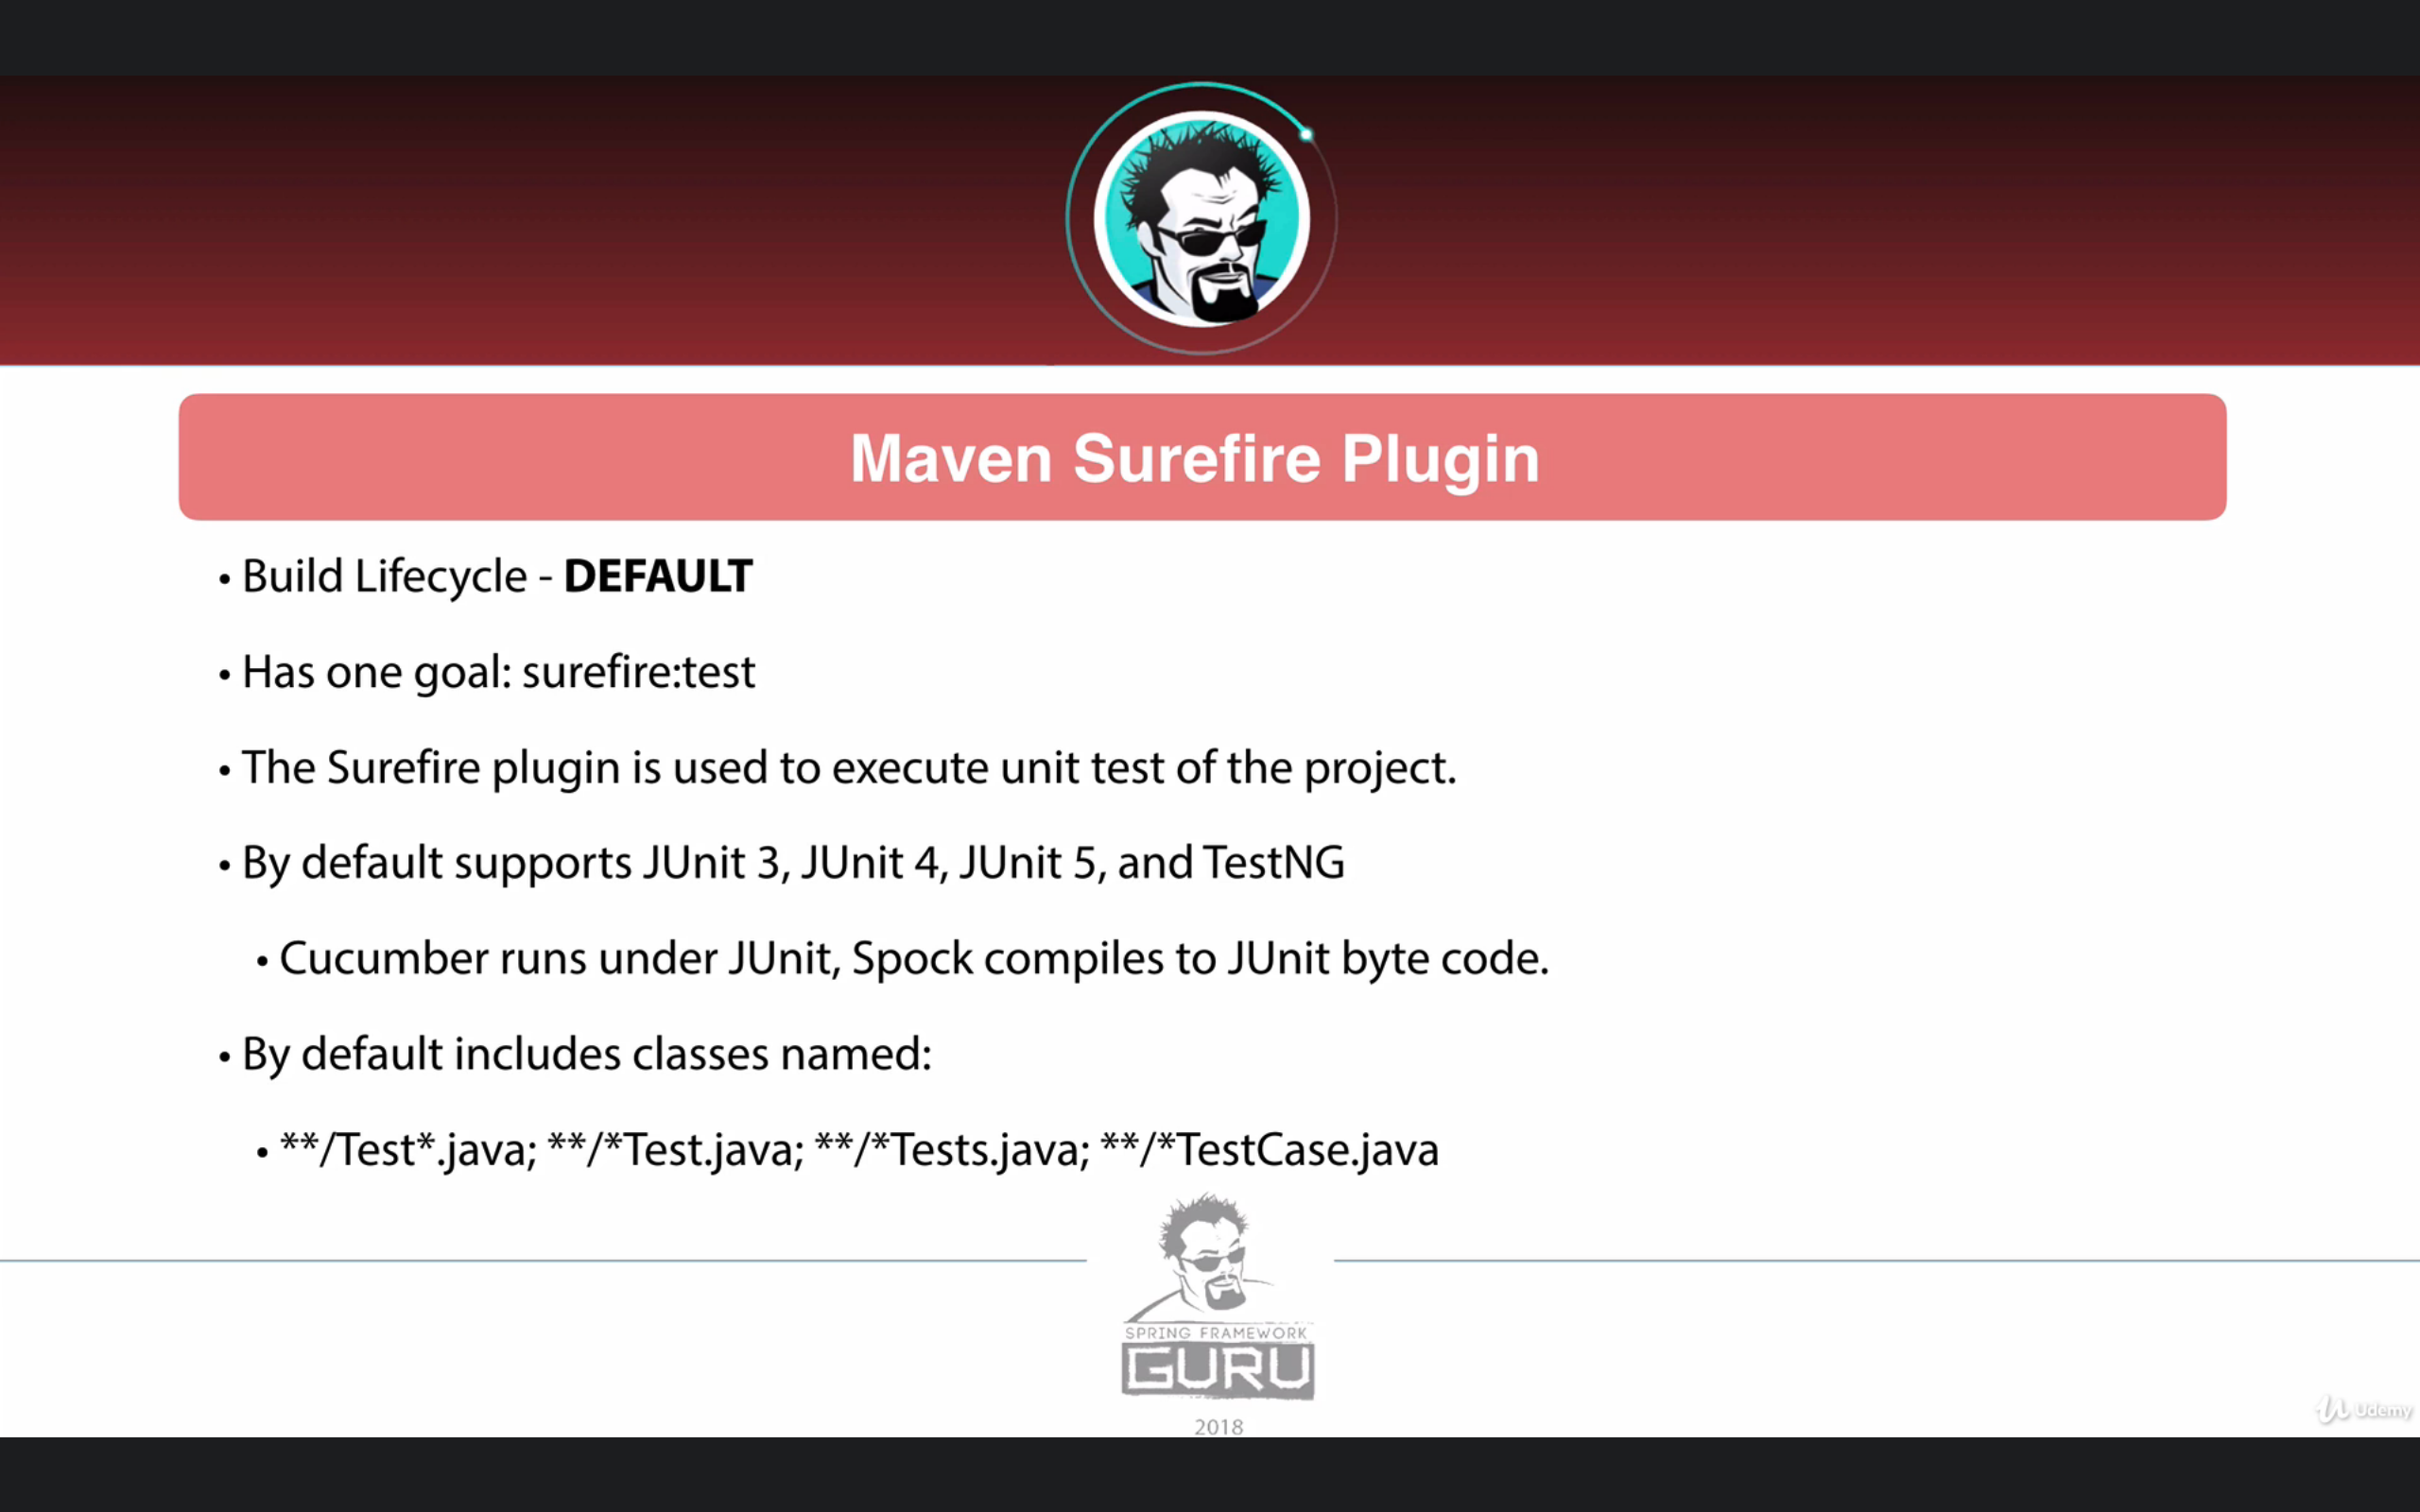 Maven Surefire Plugin
• Build Lifecycle - DEFAULT
• Has one goal: surefire:test
• The Surefire plugin is used to execute unit test of the project.
• By default supports JUnit 3, JUnit 4, JUnit 5, and TestNG
• Cucumber runs under JUnit, Spock compiles to JUnit byte code.
• By default includes classes named:
• **/Test*.java; **/*Test.java; **/*Tests.java; **/*TestCase.java
SPRING FRAMEWORK
GURU
2018
Udemy